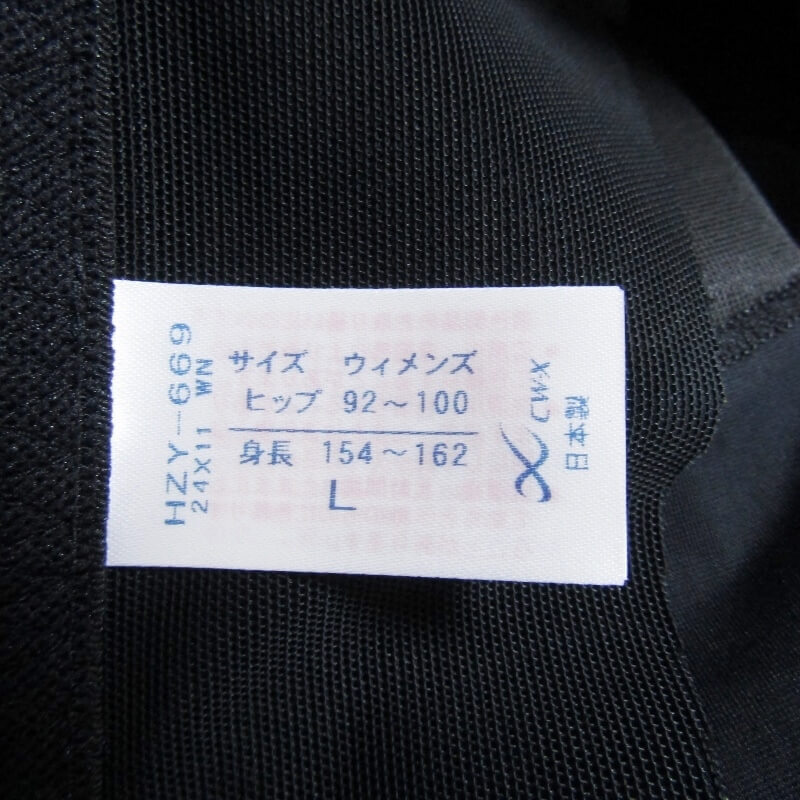 サイズ ウィメンズ
ヒップ 92～100
身長 154～162
L
HZY-669
24X11 WN
CW-X
日本製